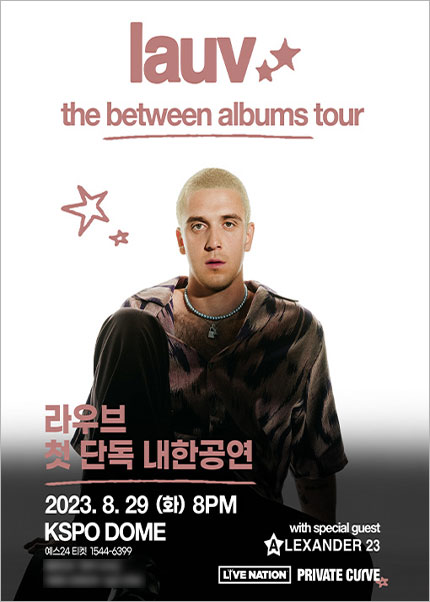 lauv
the between albums tour
라우브
첫 단독 내한공연
2023. 8. 29 (화) 8PM
KSPO DOME
예스24 티켓 1544-6399
with special guest
ALEXANDER 23
LIVE NATION PRIVATE CURVE